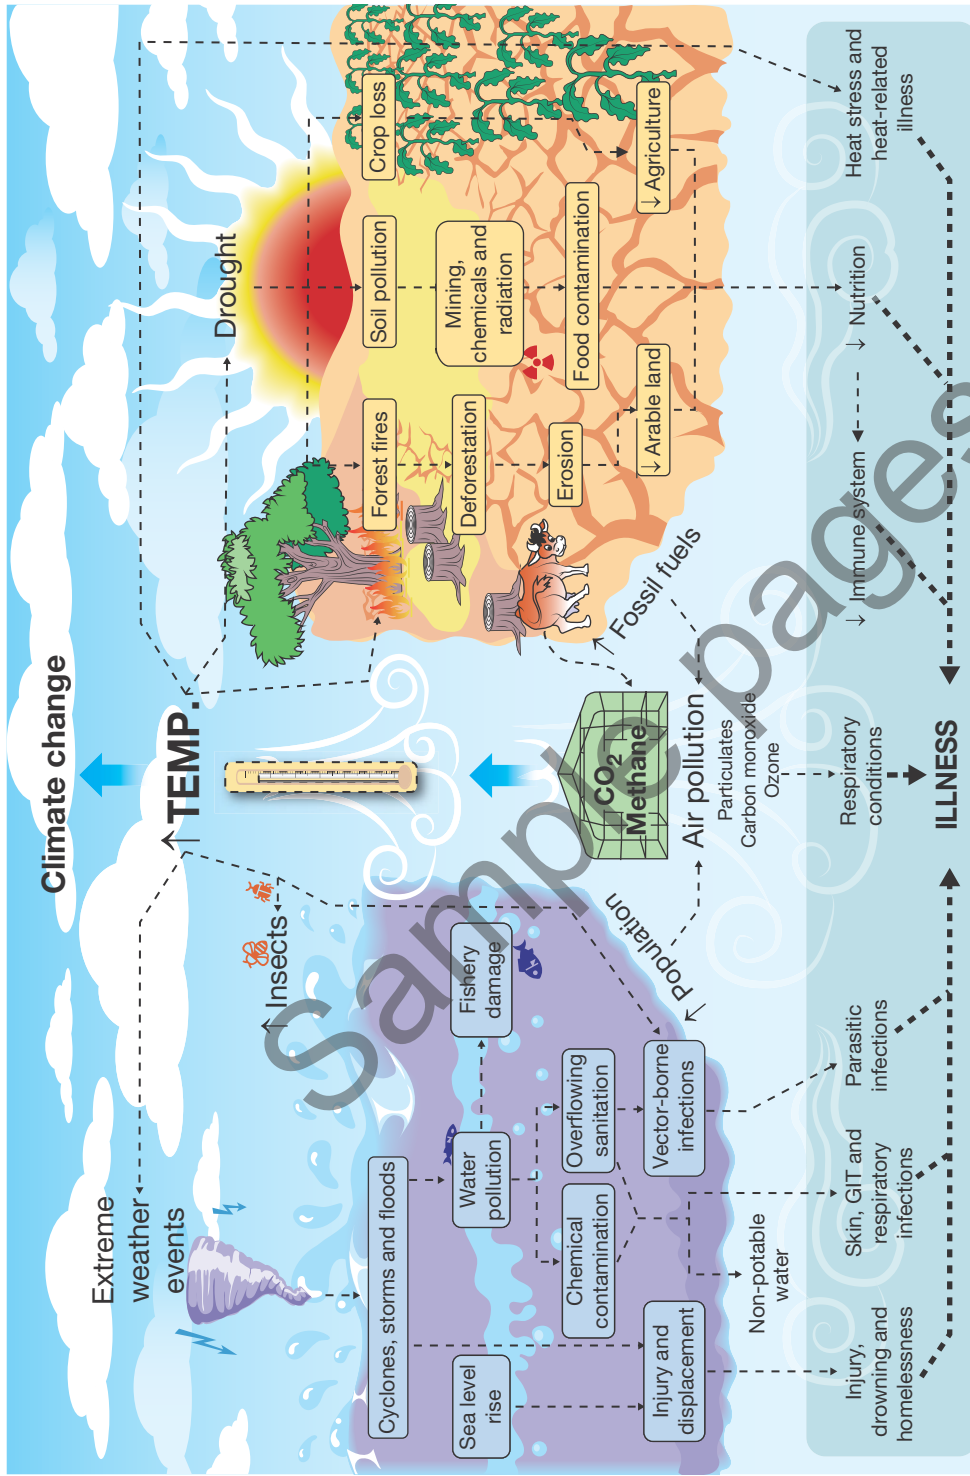 Climate change
↑TEMP.
Extreme
weather
events
↑ Insects
Drought
Cyclones, storms and floods
Sea level
rise
Water
pollution
Fishery
damage
Chemical
contamination
Overflowing
sanitation
Injury and
displacement
Vector-borne
infections
Non-potable
water
↑ Population
CO2
Methane
Air pollution
Particulates
Carbon monoxide
Ozone
↑ Fossil fuels
Forest fires
Deforestation
Erosion
↓ Arable land
Soil pollution
Mining,
chemicals and
radiation
Food contamination
Crop loss
↓ Agriculture
Injury,
drowning and
homelessness
Skin, GIT and
respiratory
infections
Parasitic
infections
Respiratory
conditions
↓ Immune system
↓ Nutrition
Heat stress and
heat-related
illness
ILLNESS
Sample pages